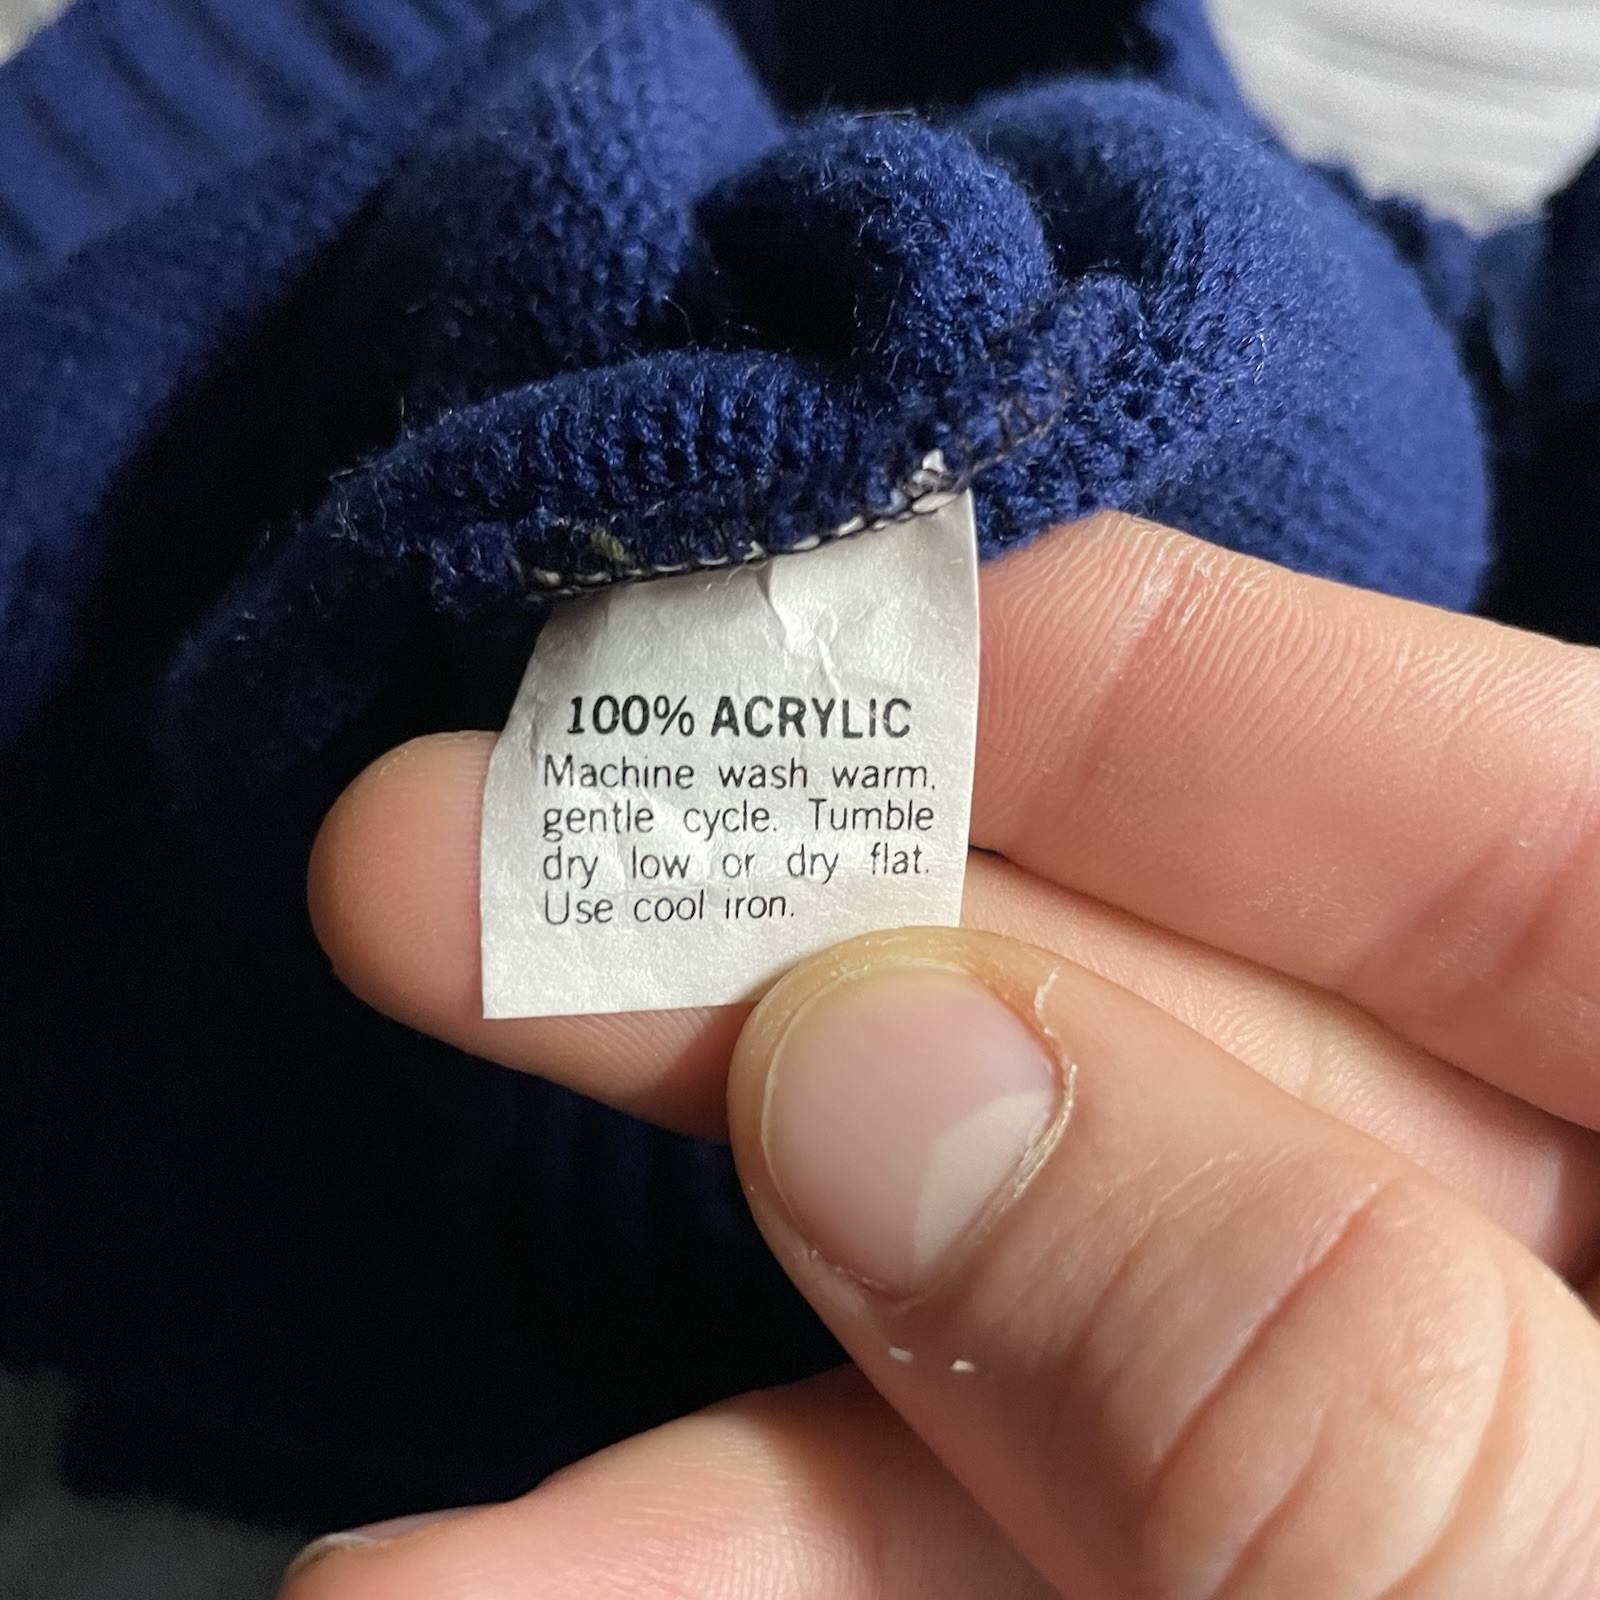 100% ACRYLIC
Machine wash warm,
gentle cycle. Tumble
dry low or dry flat.
Use cool iron.